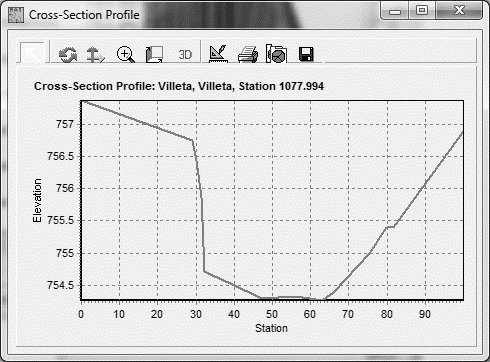 Cross-Section Profile
3D
Cross-Section Profile: Villeta, Villeta, Station 1077.994
757
756.5
756
755.5
755
754.5
Elevation
0 10 20 30 40 50 60 70 80 90
Station